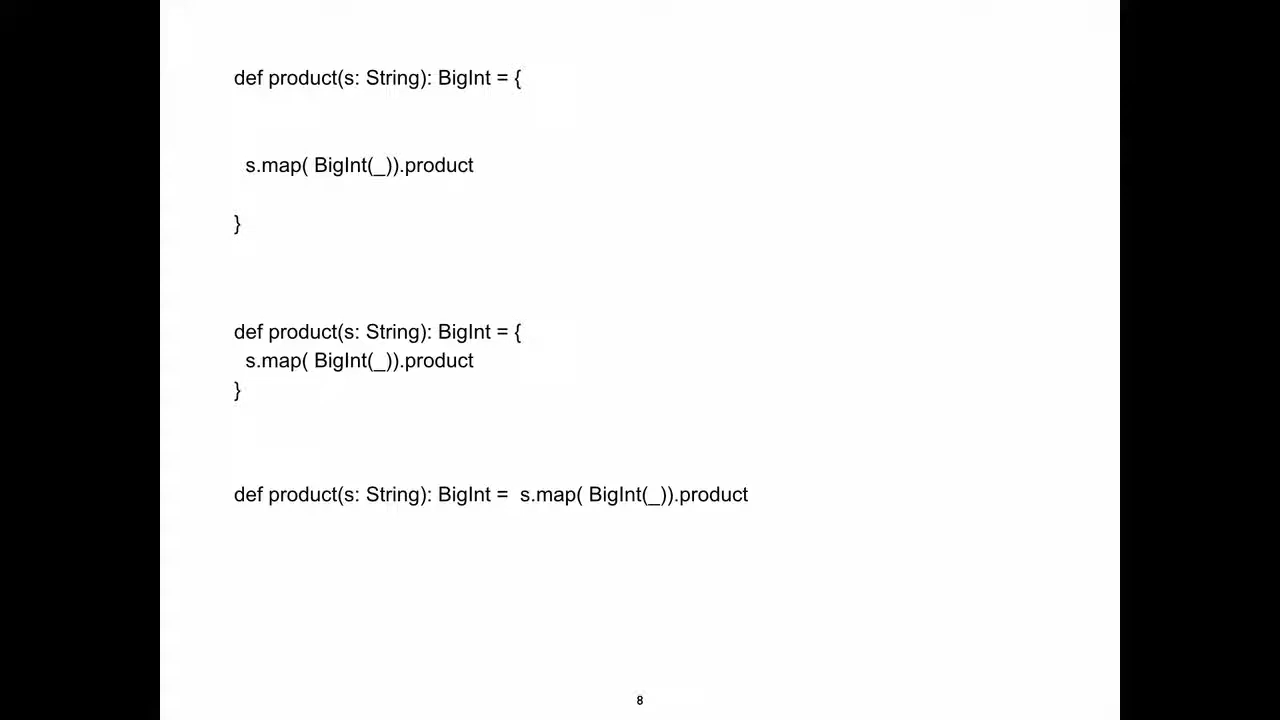 def product(s: String): BigInt = {
s.map( BigInt(_)).product
}
def product(s: String): BigInt = {
s.map( BigInt(_)).product
}
def product(s: String): BigInt =  s.map( BigInt(_)).product
8